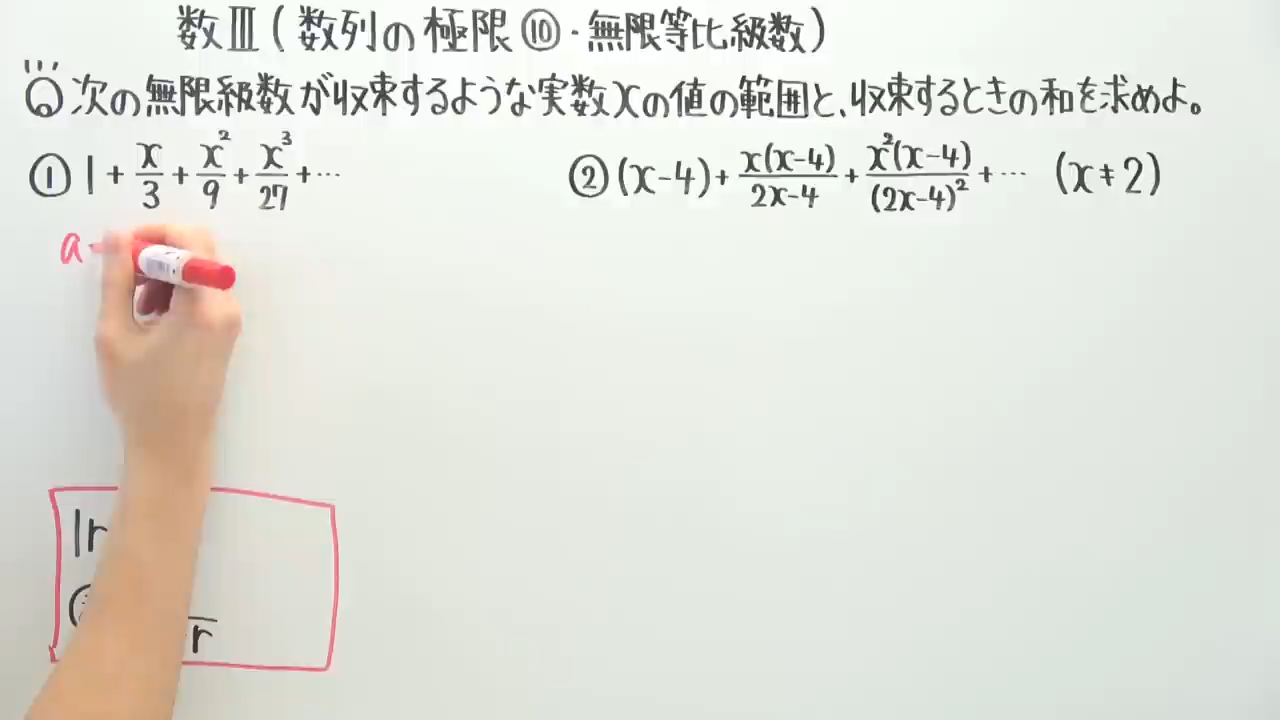 数Ⅲ(数列の極限⑩・無限等比級数)
Q 次の無限級数が収束するような実数xの値の範囲と、収束するときの和を求めよ。
① 1 + x/3 + x²/9 + x³/27 + ⋯
② (x-4) + x(x-4)/(2x-4) + x²(x-4)/(2x-4)² + ⋯ (x≠2)
a
|r
r